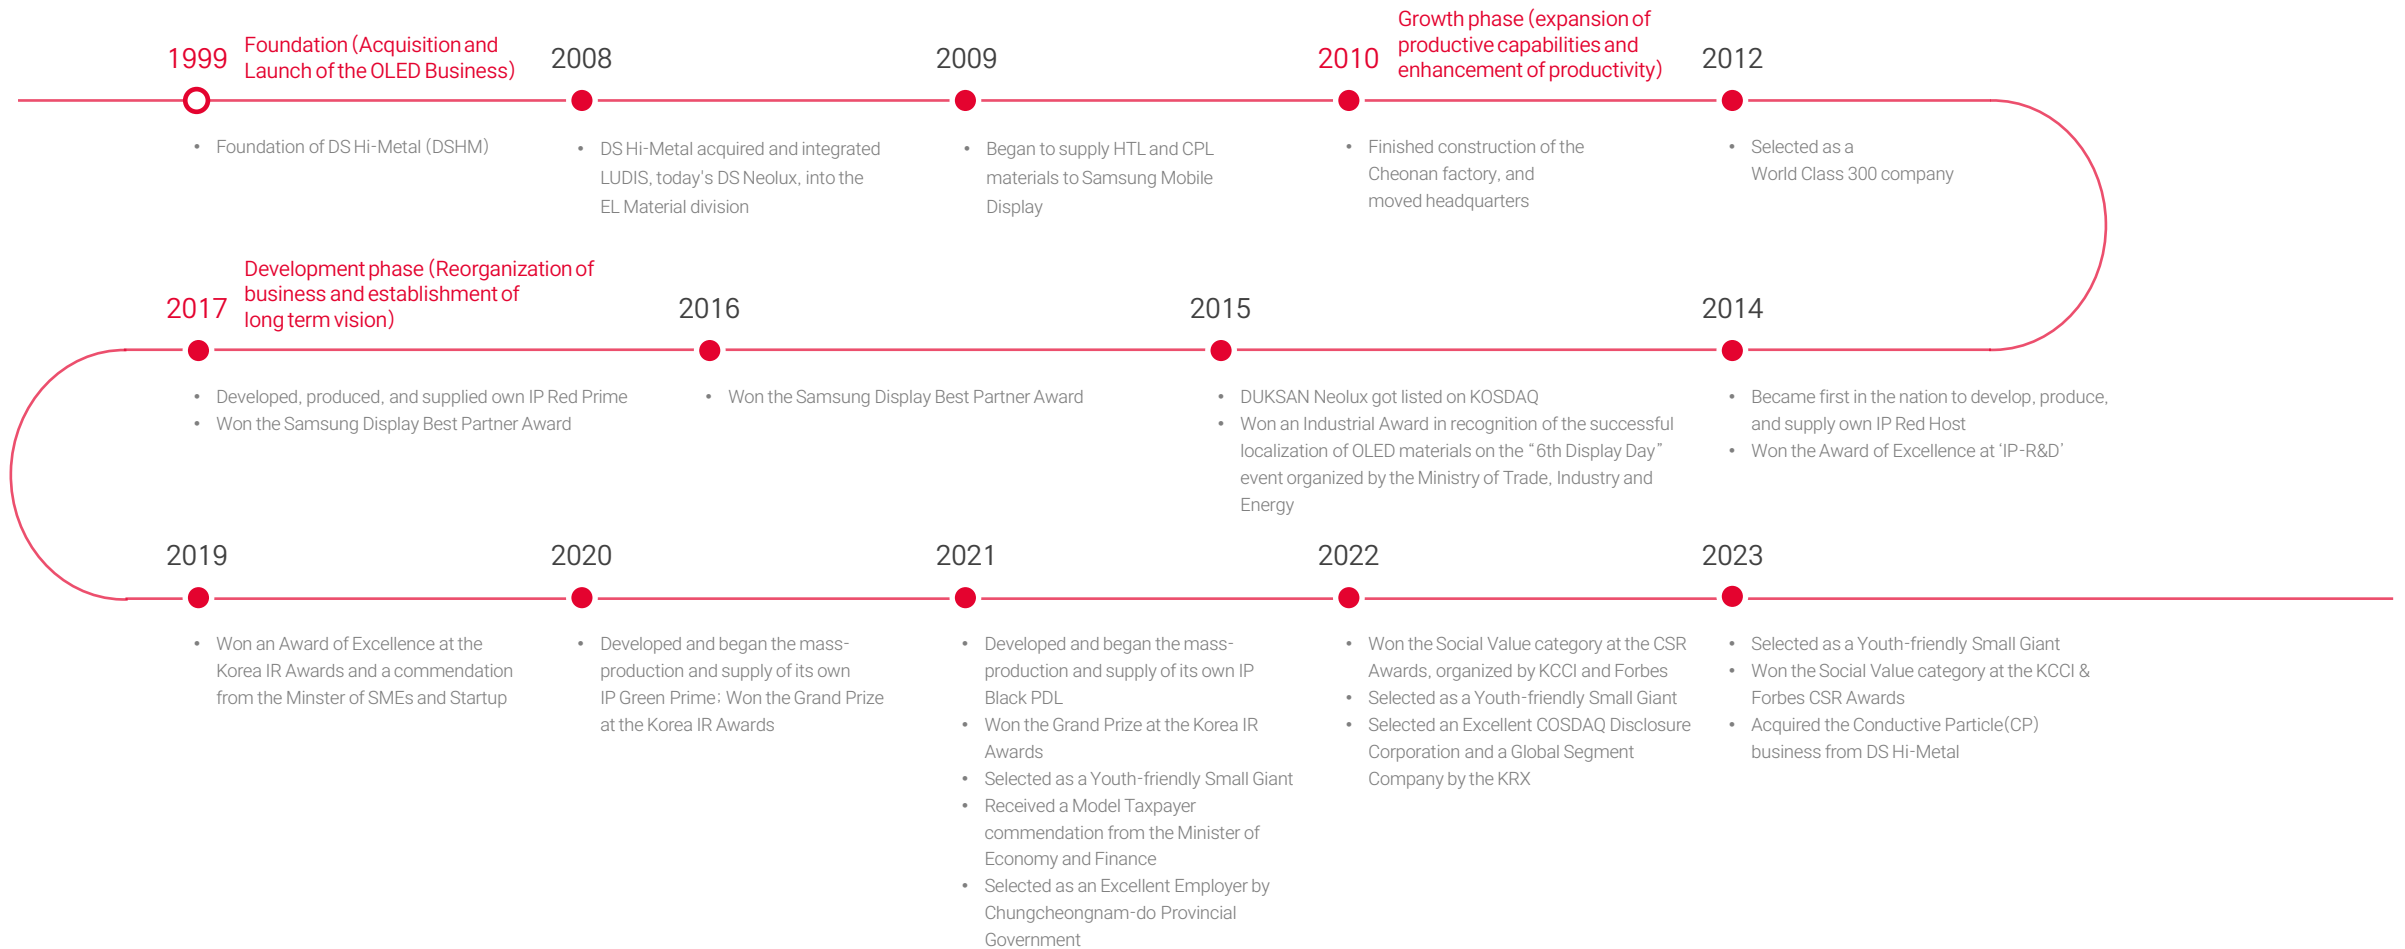 1999
Foundation (Acquisition and
Launch of the OLED Business)
• Foundation of DS Hi-Metal (DSHM)
2008
• DS Hi-Metal acquired and integrated
LUDIS, today's DS Neolux, into the
EL Material division
2009
• Began to supply HTL and CPL
materials to Samsung Mobile
Display
2010
Growth phase (expansion of
productive capabilities and
enhancement of productivity)
• Finished construction of the
Cheonan factory, and
moved headquarters
2012
• Selected as a
World Class 300 company
2014
• Became first in the nation to develop, produce,
and supply own IP Red Host
• Won the Award of Excellence at ‘IP-R&D’
2015
• DUKSAN Neolux got listed on KOSDAQ
• Won an Industrial Award in recognition of the successful
localization of OLED materials on the “6th Display Day”
event organized by the Ministry of Trade, Industry and
Energy
2016
• Won the Samsung Display Best Partner Award
2017
Development phase (Reorganization of
business and establishment of
long term vision)
• Developed, produced, and supplied own IP Red Prime
• Won the Samsung Display Best Partner Award
2019
• Won an Award of Excellence at the
Korea IR Awards and a commendation
from the Minster of SMEs and Startup
2020
• Developed and began the mass-
production and supply of its own
IP Green Prime; Won the Grand Prize
at the Korea IR Awards
2021
• Developed and began the mass-
production and supply of its own IP
Black PDL
• Won the Grand Prize at the Korea IR
Awards
• Selected as a Youth-friendly Small Giant
• Received a Model Taxpayer
commendation from the Minister of
Economy and Finance
• Selected as an Excellent Employer by
Chungcheongnam-do Provincial
Government
2022
• Won the Social Value category at the CSR
Awards, organized by KCCI and Forbes
• Selected as a Youth-friendly Small Giant
• Selected an Excellent COSDAQ Disclosure
Corporation and a Global Segment
Company by the KRX
2023
• Selected as a Youth-friendly Small Giant
• Won the Social Value category at the KCCI &
Forbes CSR Awards
• Acquired the Conductive Particle(CP)
business from DS Hi-Metal